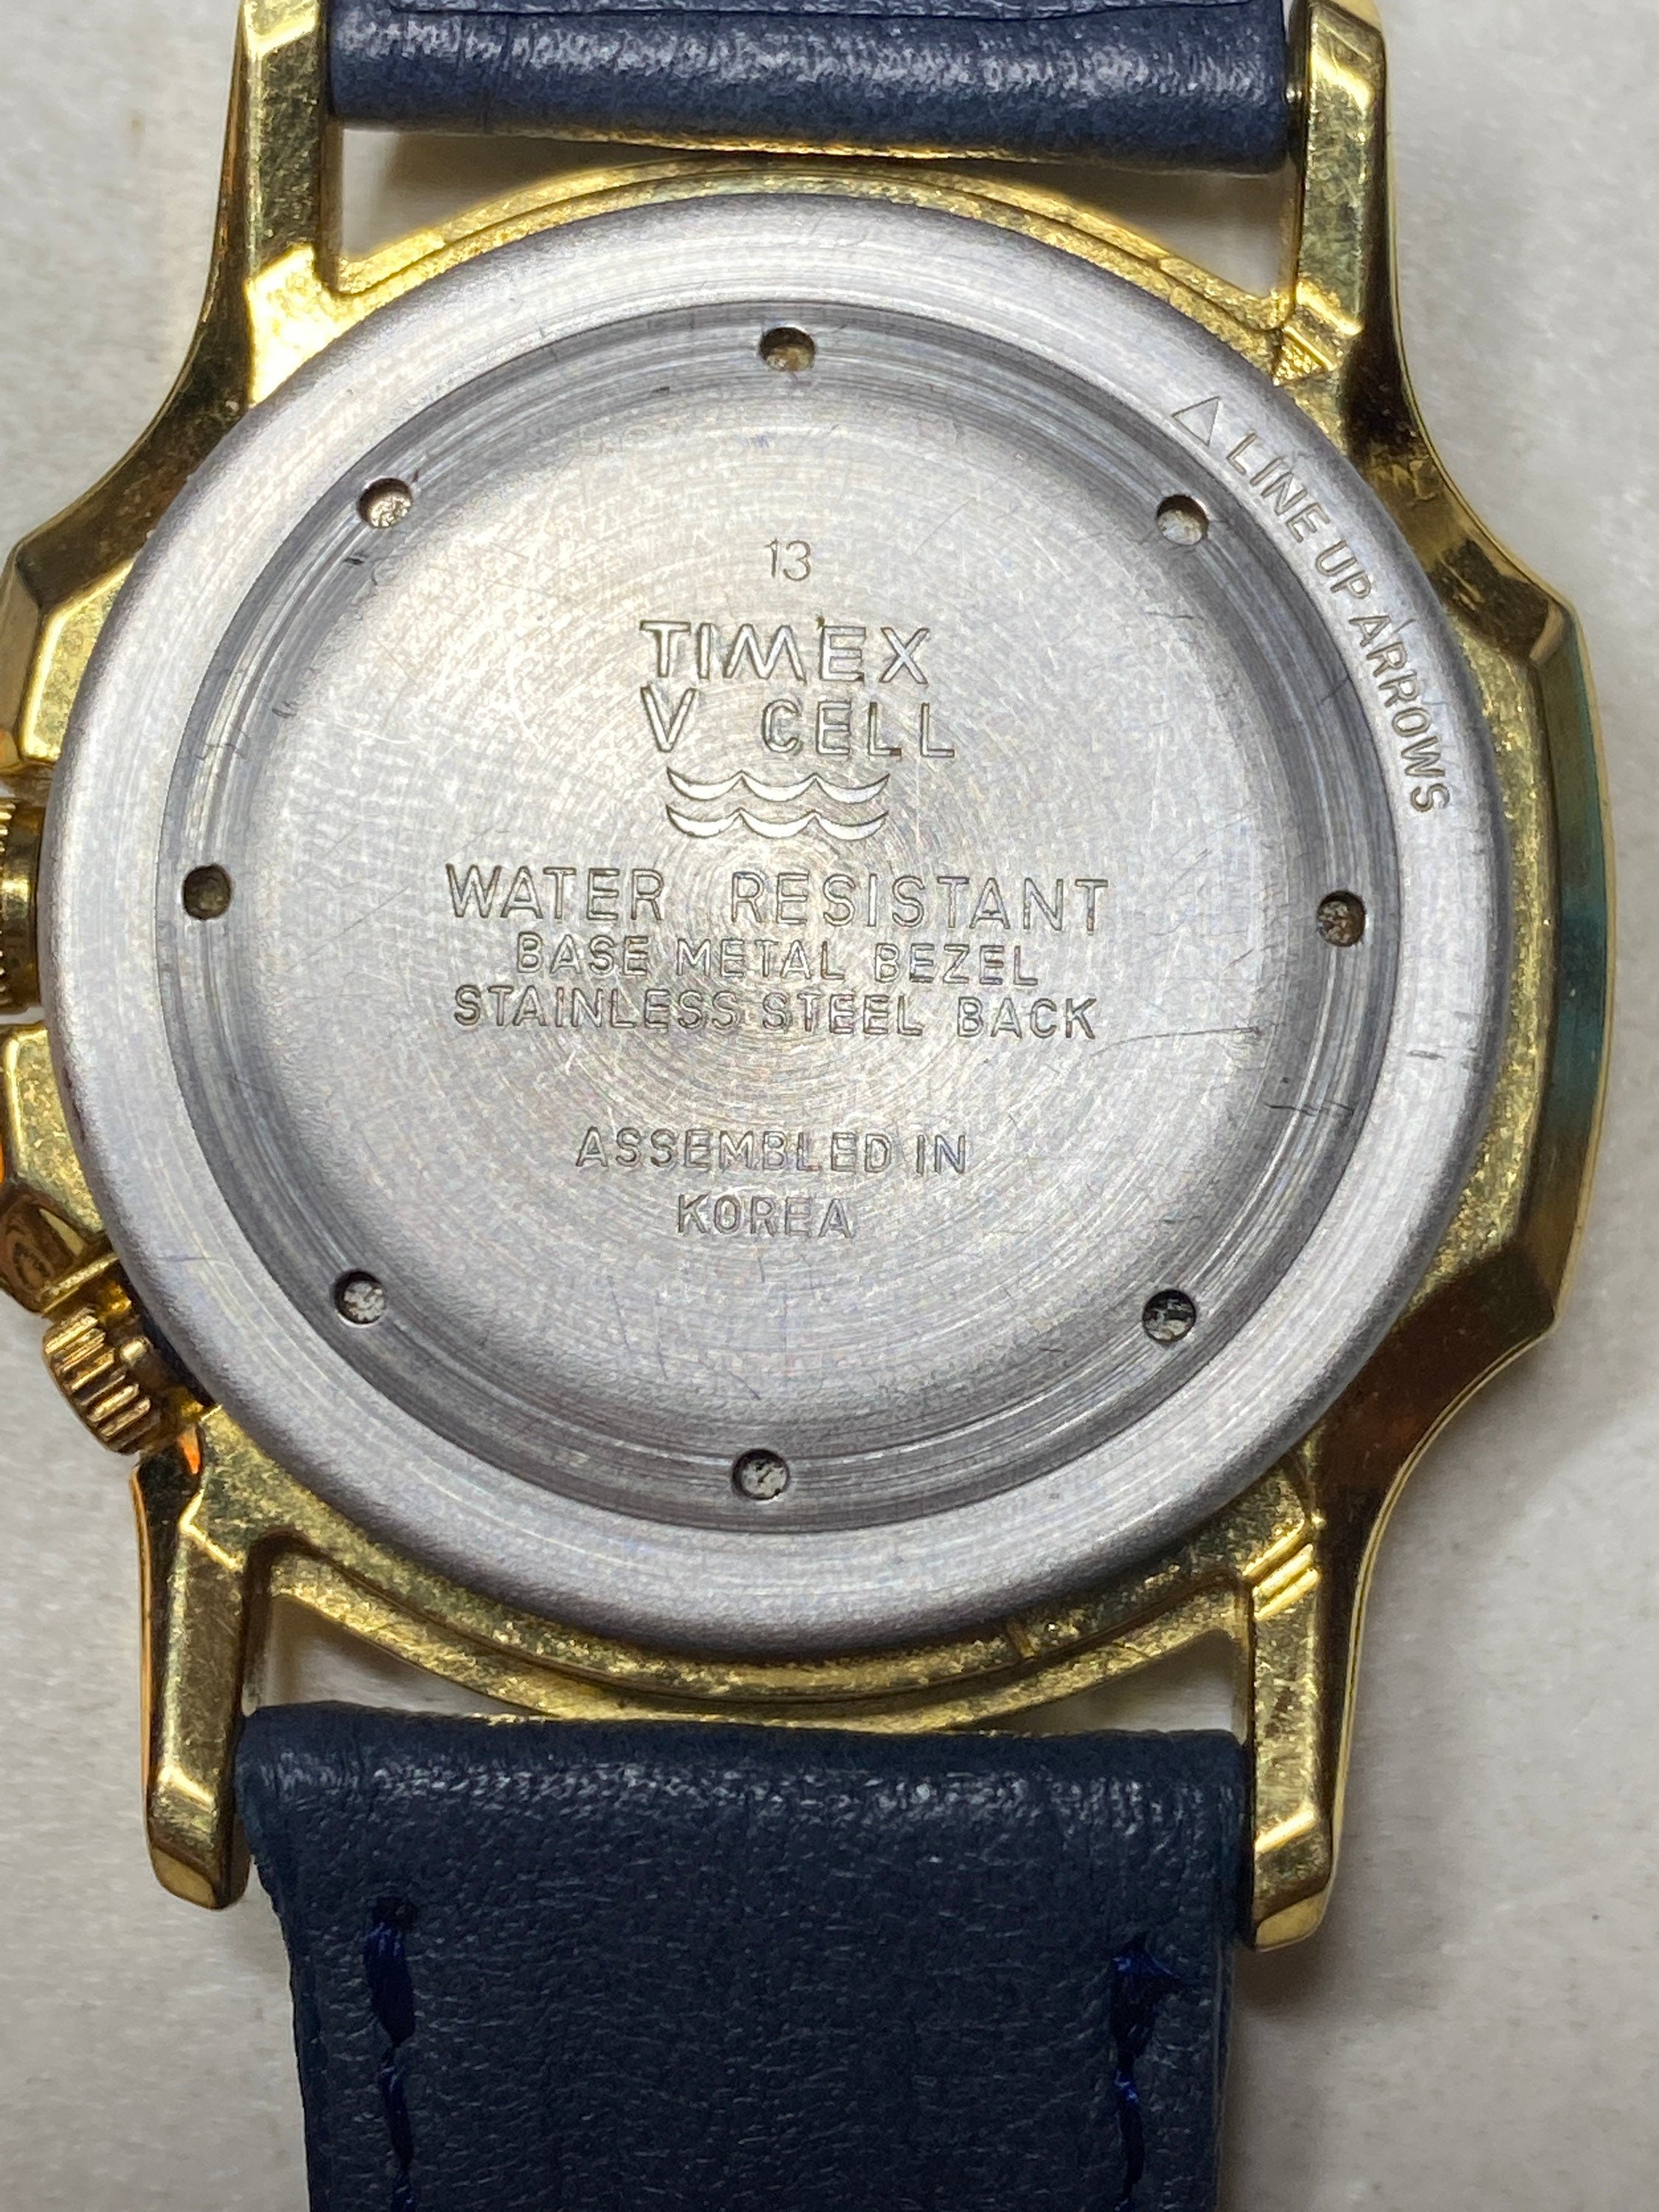 △ LINE UP ARROWS
13
TIMEX
V CELL
WATER RESISTANT
BASE METAL BEZEL
STAINLESS STEEL BACK
ASSEMBLED IN
KOREA